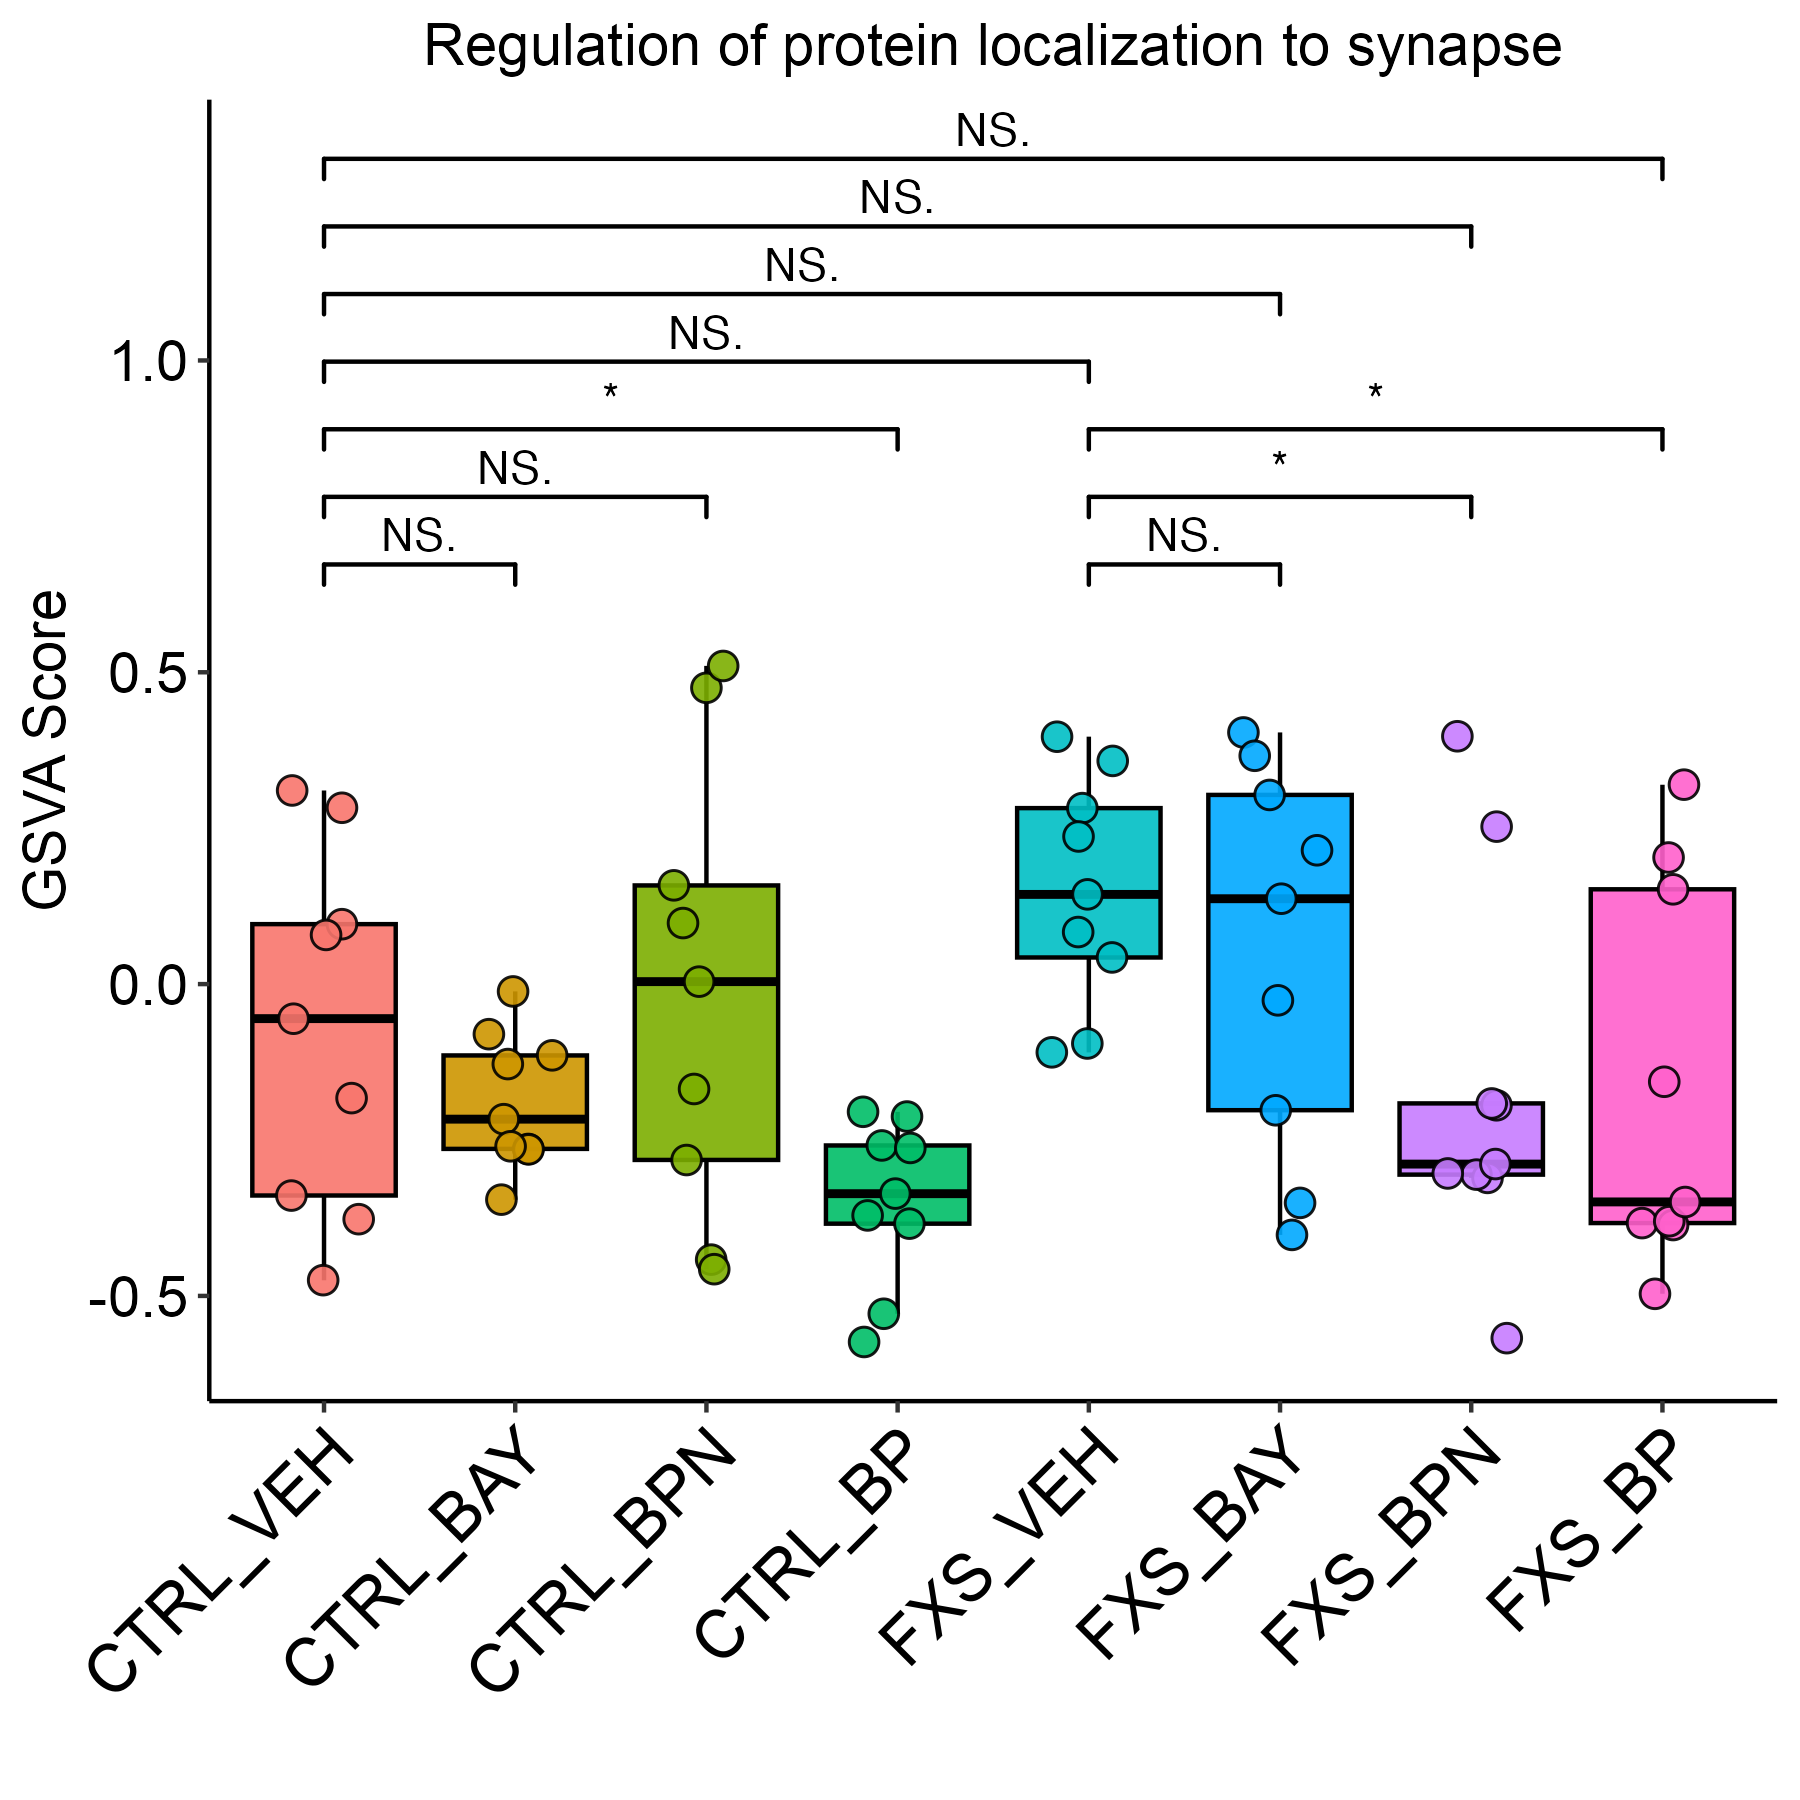 Regulation of protein localization to synapse
NS.
NS.
NS.
NS.
*
*
NS.
*
NS.
NS.
GSVA Score
1.0
0.5
0.0
-0.5
CTRL_VEH
CTRL_BAY
CTRL_BPN
CTRL_BP
FXS_VEH
FXS_BAY
FXS_BPN
FXS_BP